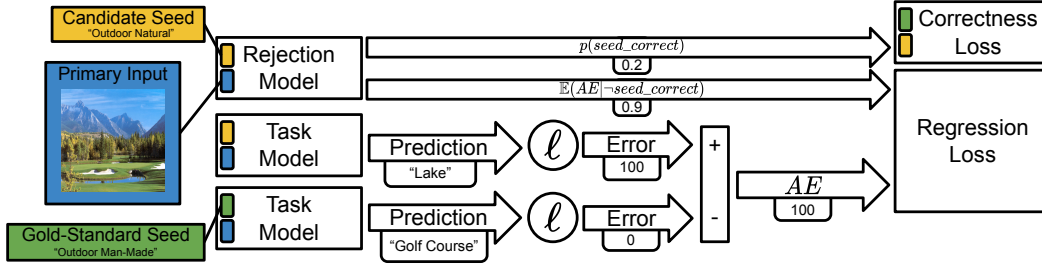 Candidate Seed
"Outdoor Natural"
Primary Input
Gold-Standard Seed
"Outdoor Man-Made"
Rejection
Model
p(seed_correct)
0.2
𝔼(AE|¬seed_correct)
0.9
Correctness
Loss
Task
Model
Prediction
"Lake"
ℓ
Error
100
Task
Model
Prediction
"Golf Course"
ℓ
Error
0
+
-
AE
100
Regression
Loss